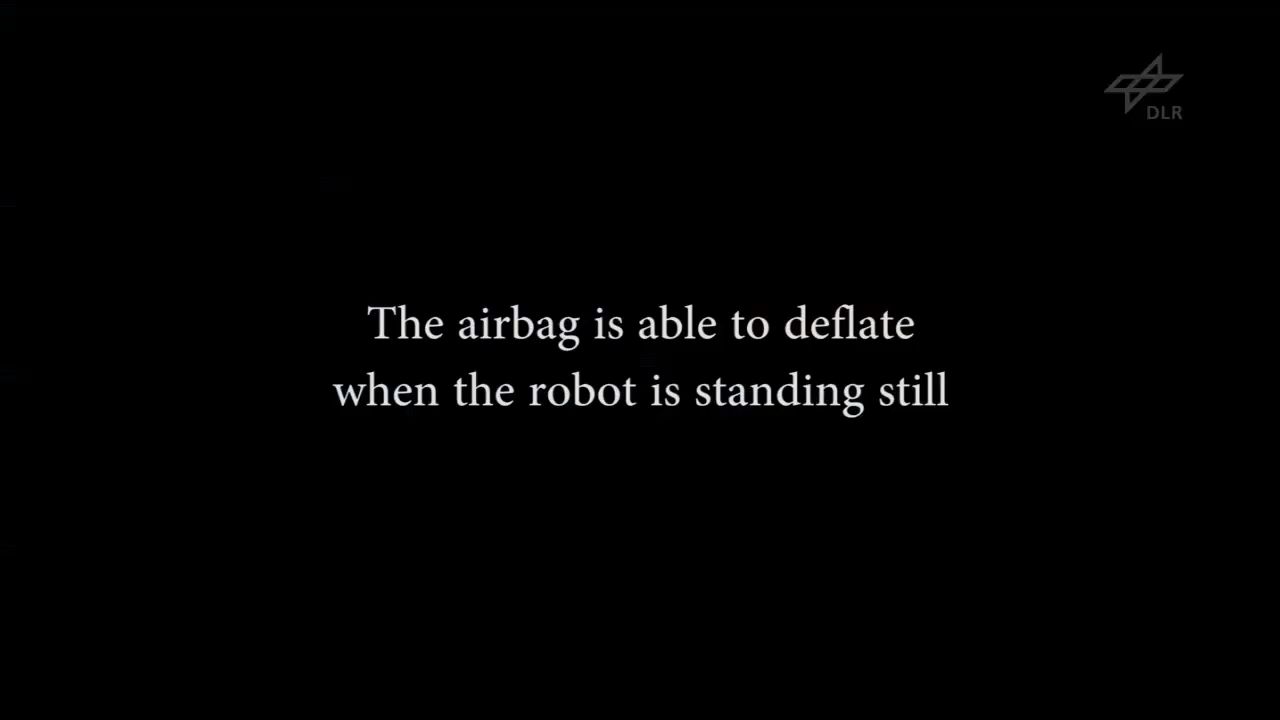 DLR
The airbag is able to deflate
when the robot is standing still